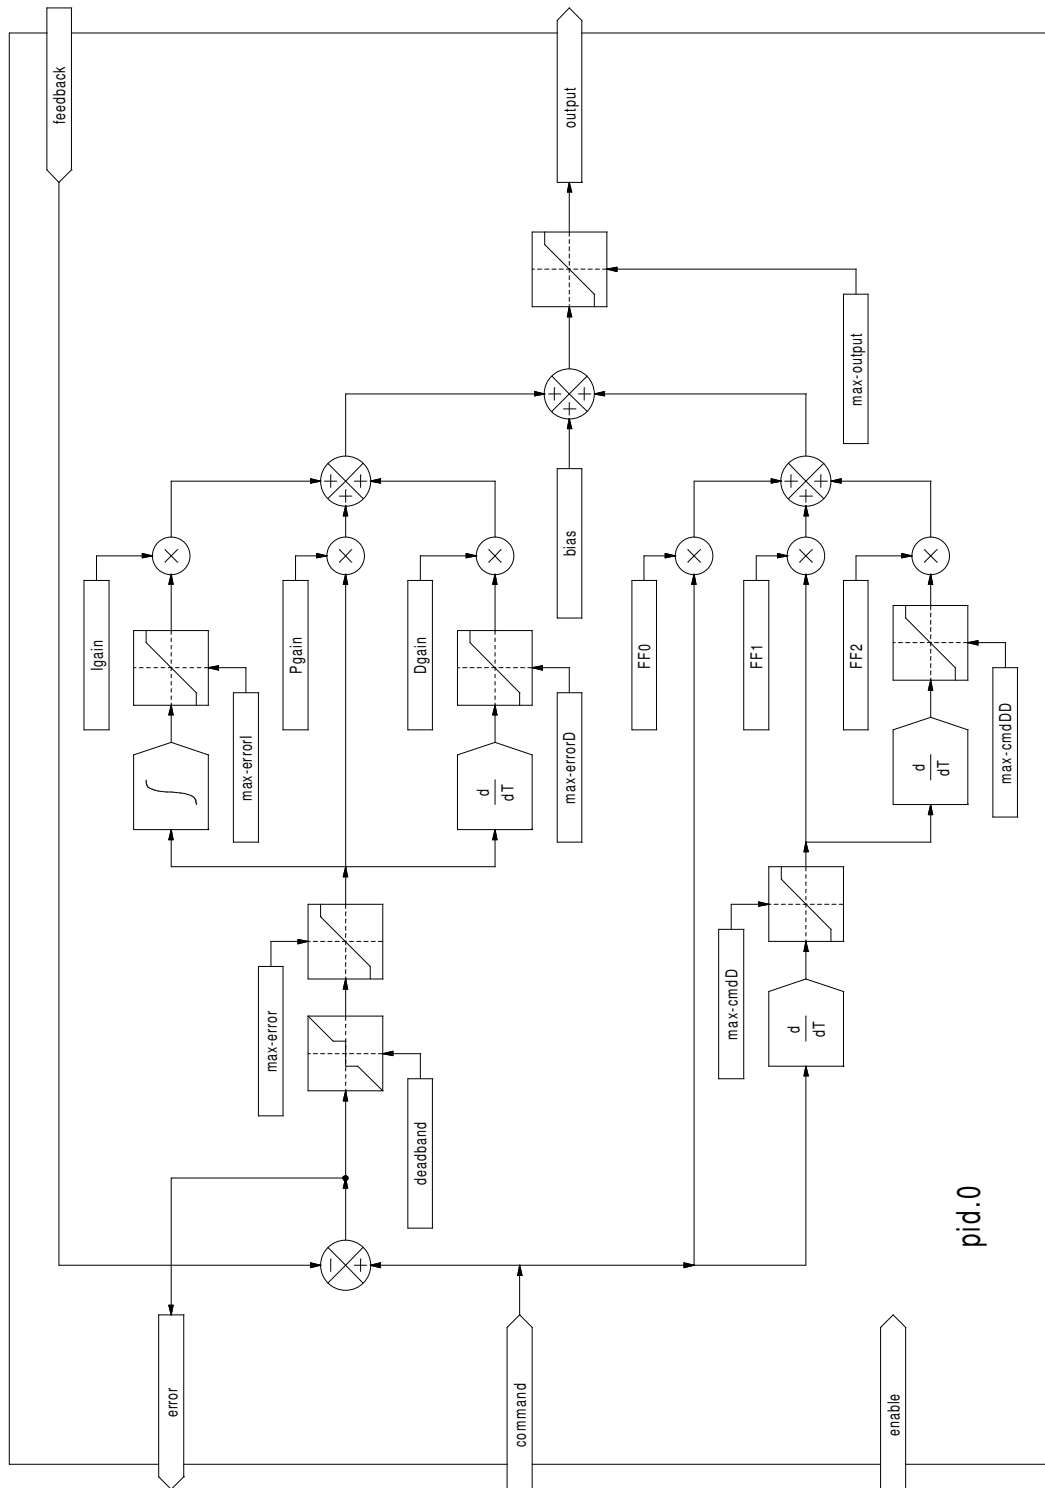 feedback
Igain
error
∫
max-errorI
max-error
Pgain
deadband
Dgain
d
dT
command
max-errorD
bias
output
FF0
max-cmdD
FF1
d
dT
FF2
max-output
enable
d
dT
pid.0
max-cmdDD